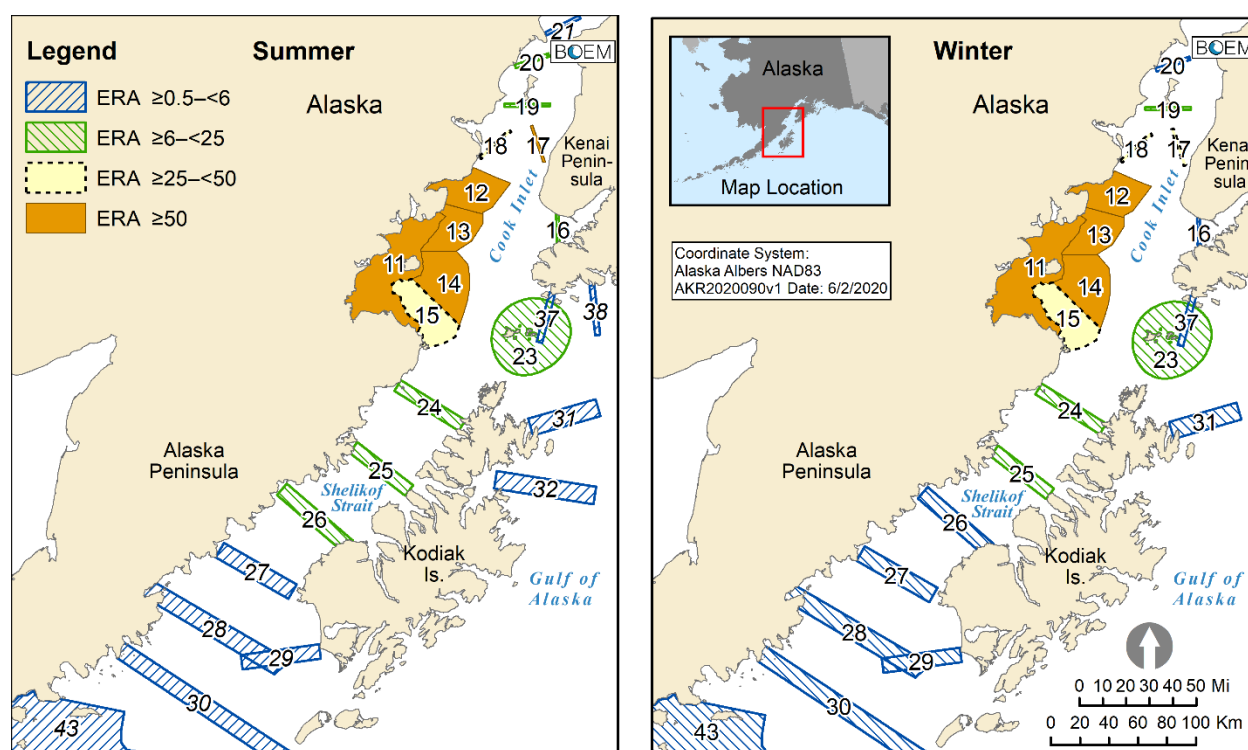 Legend
Summer
21
BOEM
20
ERA ≥0.5–<6
Alaska
ERA ≥6–<25
19
18
17
Kenai
Penin-
sula
ERA ≥25–<50
12
Cook Inlet
ERA ≥50
13
16
11
14
15
37
38
23
24
31
Alaska
Peninsula
25
32
Shelikof
Strait
26
Kodiak
Is.
27
Gulf of
Alaska
28
29
30
43
Winter
BOEM
20
Alaska
19
18
17
Kenai
Penin-
sula
Map Location
12
Cook Inlet
13
16
Coordinate System:
Alaska Albers NAD83
AKR2020090v1 Date: 6/2/2020
11
14
15
37
23
24
31
Alaska
Peninsula
25
Shelikof
Strait
26
Kodiak
Is.
27
Gulf of
Alaska
28
29
30
0 10 20 30 40 50 Mi
43
0 20 40 60 80 100 Km